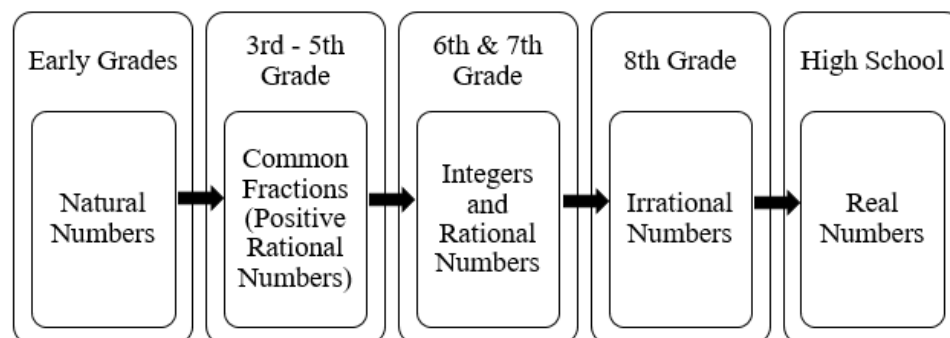 Early Grades
Natural
Numbers
3rd - 5th
Grade
Common
Fractions
(Positive
Rational
Numbers)
6th & 7th
Grade
Integers
and
Rational
Numbers
8th Grade
Irrational
Numbers
High School
Real
Numbers